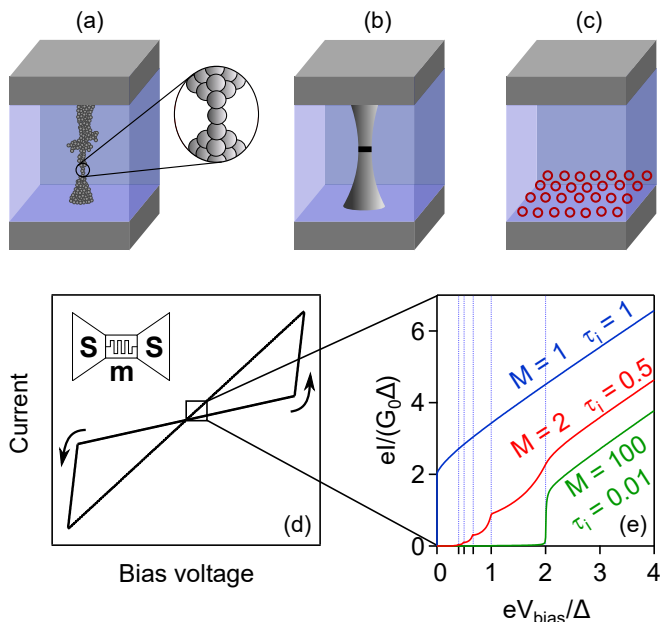 (a)
(b)
(c)
S S
m
Current
Bias voltage
(d)
eI/(G₀Δ)
6
4
2
0
M = 1 τᵢ = 1
M = 2 τᵢ = 0.5
M = 100
τᵢ = 0.01
(e)
0 1 2 3 4
eV_bias/Δ